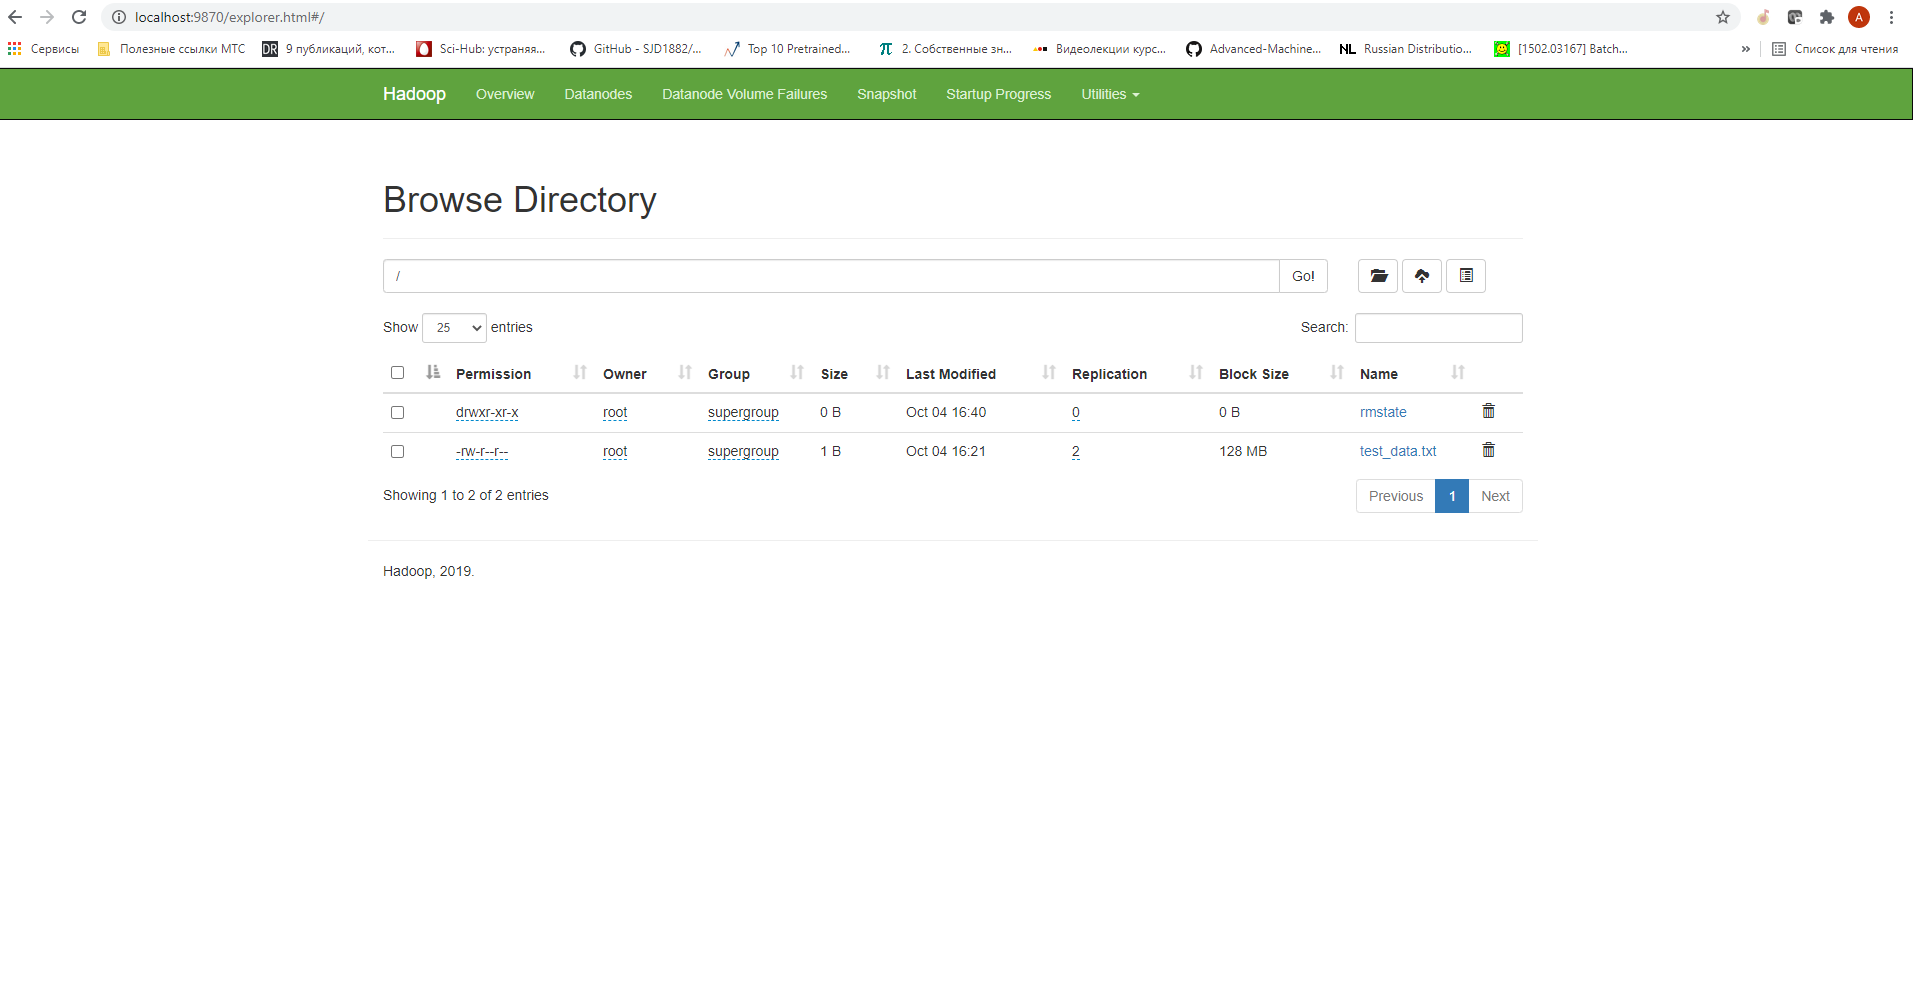 localhost:9870/explorer.html#/
A
Сервисы Полезные ссылки МТС DR 9 публикаций, кот... Sci-Hub: устраняя... GitHub - SJD1882/... Top 10 Pretrained... π 2. Собственные зн... Видеолекции курс... Advanced-Machine... NL Russian Distributio... [1502.03167] Batch... » Список для чтения
Hadoop Overview Datanodes Datanode Volume Failures Snapshot Startup Progress Utilities
Browse Directory
/ Go!
Show 25 entries Search:
Permission Owner Group Size Last Modified Replication Block Size Name
drwxr-xr-x root supergroup 0 B Oct 04 16:40 0 0 B rmstate
-rw-r--r-- root supergroup 1 B Oct 04 16:21 2 128 MB test_data.txt
Showing 1 to 2 of 2 entries Previous 1 Next
Hadoop, 2019.